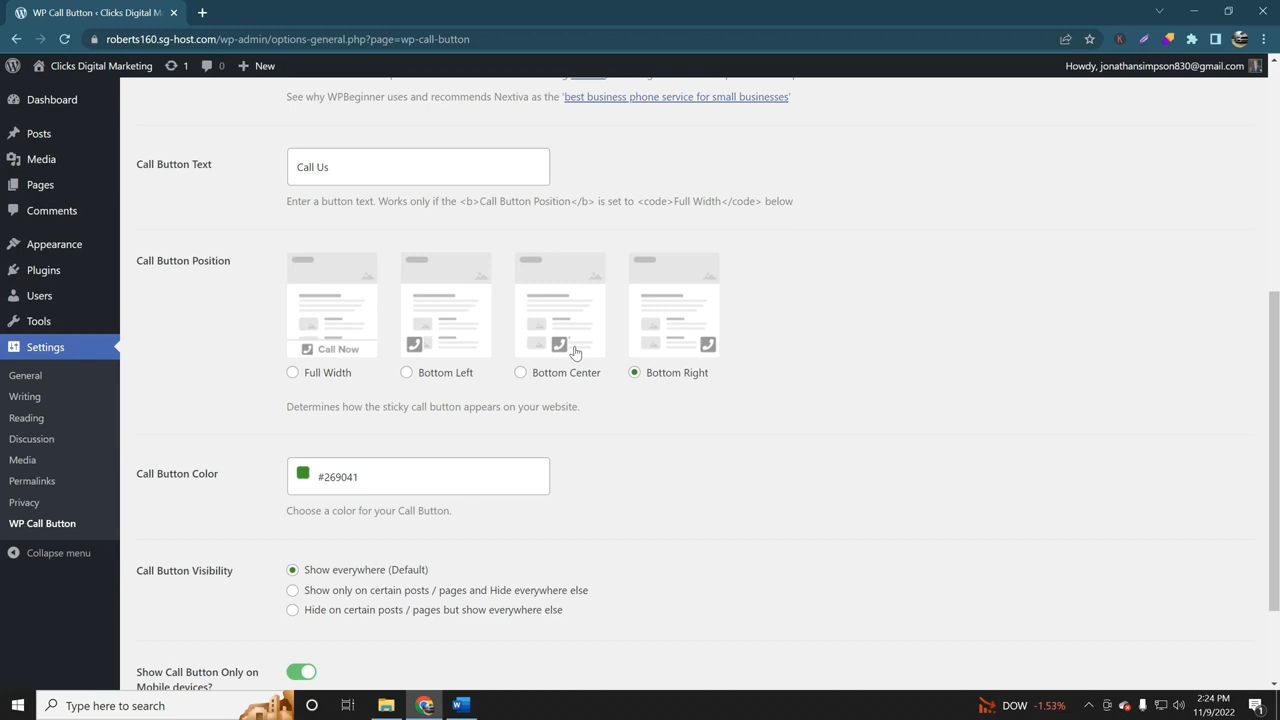 WP Call Button ‹ Clicks Digital M
roberts160.sg-host.com/wp-admin/options-general.php?page=wp-call-button
Clicks Digital Marketing 1 0 New
Howdy, jonathansimpson830@gmail.com
Dashboard
Posts
Media
Pages
Comments
Appearance
Plugins
Users
Tools
Settings
General
Writing
Reading
Discussion
Media
Permalinks
Privacy
WP Call Button
Collapse menu
See why WPBeginner uses and recommends Nextiva as the 'best business phone service for small businesses'
Call Button Text
Call Us
Enter a button text. Works only if the <b>Call Button Position</b> is set to <code>Full Width</code> below
Call Button Position
Call Now
Full Width Bottom Left Bottom Center Bottom Right
Determines how the sticky call button appears on your website.
Call Button Color
#269041
Choose a color for your Call Button.
Call Button Visibility
Show everywhere (Default)
Show only on certain posts / pages and Hide everywhere else
Hide on certain posts / pages but show everywhere else
Show Call Button Only on
Mobile devices?
Type here to search
DOW -1.53%
2:24 PM
11/9/2022